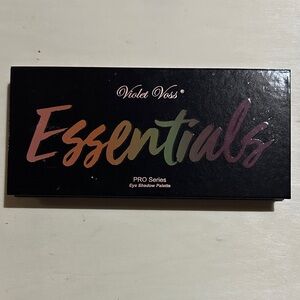 Violet Voss®
Essentials
PRO Series
Eye Shadow Palette